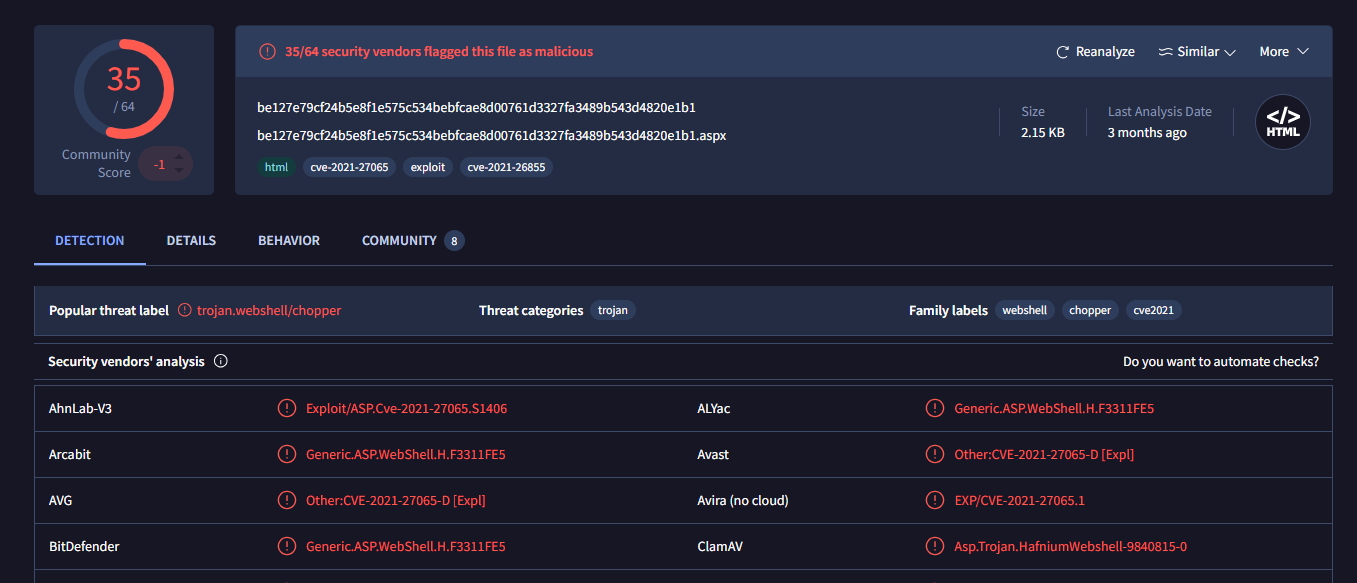 35
/ 64
Community Score -1
35/64 security vendors flagged this file as malicious
Reanalyze Similar More
be127e79cf24b5e8f1e575c534bebfcae8d00761d3327fa3489b543d4820e1b1
be127e79cf24b5e8f1e575c534bebfcae8d00761d3327fa3489b543d4820e1b1.aspx
html cve-2021-27065 exploit cve-2021-26855
Size
2.15 KB
Last Analysis Date
3 months ago
</>
HTML
DETECTION DETAILS BEHAVIOR COMMUNITY 8
Popular threat label trojan.webshell/chopper Threat categories trojan Family labels webshell chopper cve2021
Security vendors' analysis Do you want to automate checks?
AhnLab-V3 Exploit/ASP.Cve-2021-27065.S1406 ALYac Generic.ASP.WebShell.H.F3311FE5
Arcabit Generic.ASP.WebShell.H.F3311FE5 Avast Other:CVE-2021-27065-D [Expl]
AVG Other:CVE-2021-27065-D [Expl] Avira (no cloud) EXP/CVE-2021-27065.1
BitDefender Generic.ASP.WebShell.H.F3311FE5 ClamAV Asp.Trojan.HafniumWebshell-9840815-0